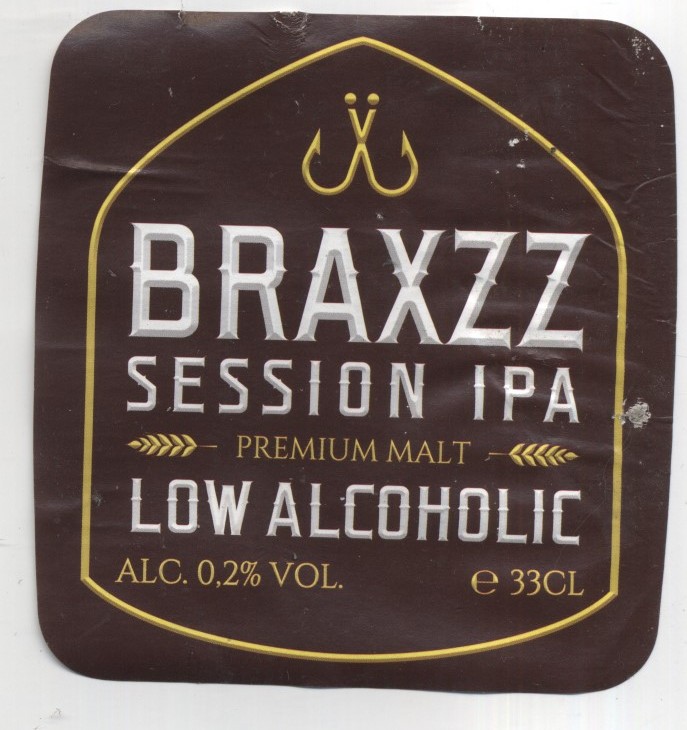 BRAXZZ
SESSION IPA
PREMIUM MALT
LOW ALCOHOLIC
ALC. 0,2% VOL. ℮ 33CL